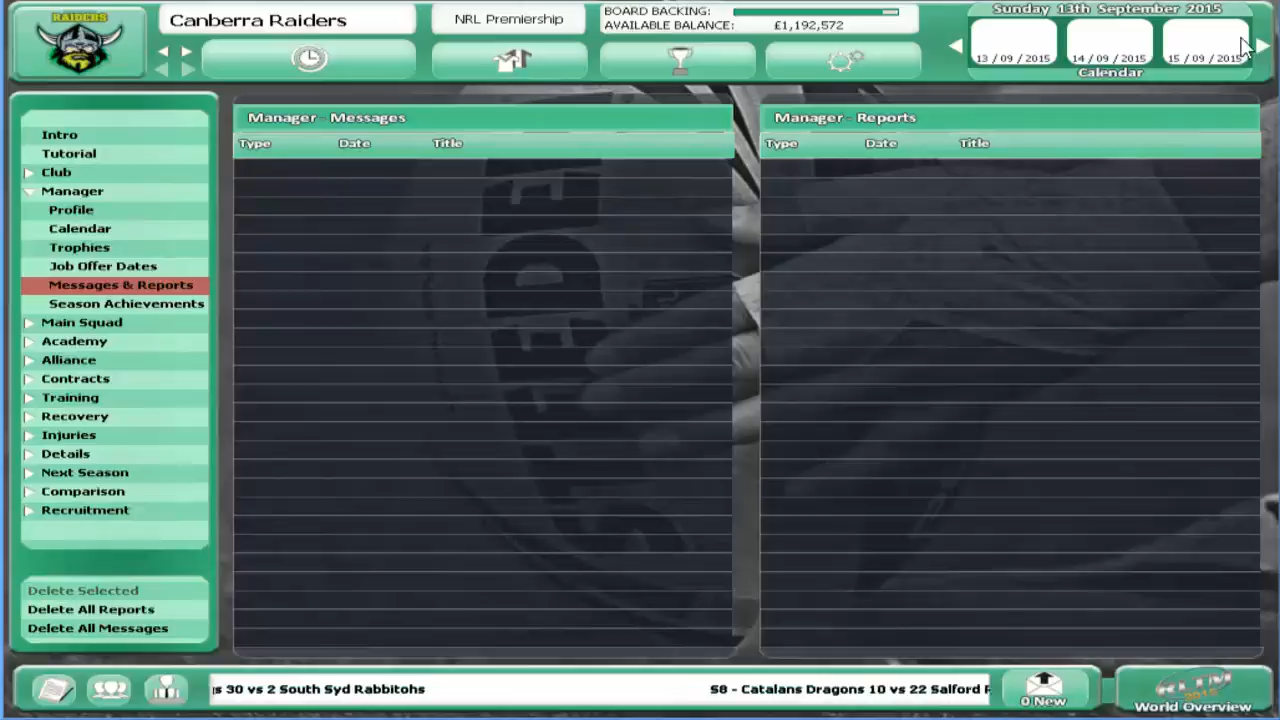 RAIDERS
Canberra Raiders
NRL Premiership
BOARD BACKING:
AVAILABLE BALANCE: £1,192,572
Sunday 13th September 2015
13 / 09 / 2015 14 / 09 / 2015 15 / 09 / 2015
Calendar
Intro
Tutorial
Club
Manager
Profile
Calendar
Trophies
Job Offer Dates
Messages & Reports
Season Achievements
Main Squad
Academy
Alliance
Contracts
Training
Recovery
Injuries
Details
Next Season
Comparison
Recruitment
Delete Selected
Delete All Reports
Delete All Messages
Manager - Messages
Type Date Title
Manager - Reports
Type Date Title
s 30 vs 2 South Syd Rabbitohs S8 - Catalans Dragons 10 vs 22 Salford
0 New
RLTM
2015
World Overview